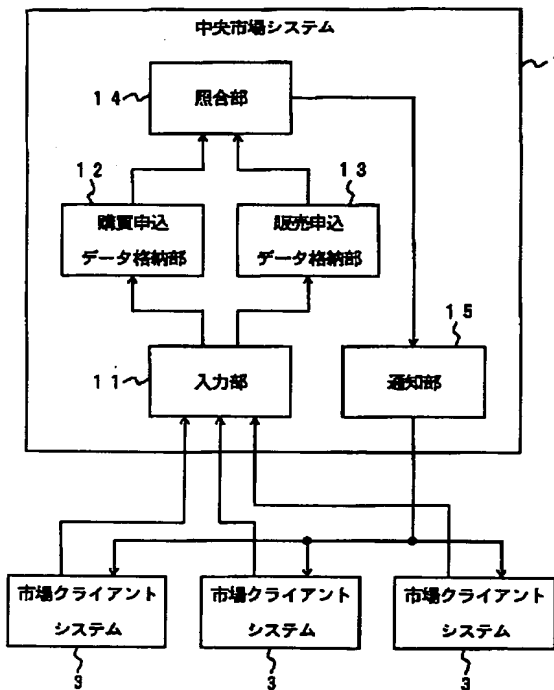 中央市場システム
14
照合部
12
13
購買申込
データ格納部
販売申込
データ格納部
15
11
入力部
通知部
市場クライアント
システム
市場クライアント
システム
市場クライアント
システム
3
3
3